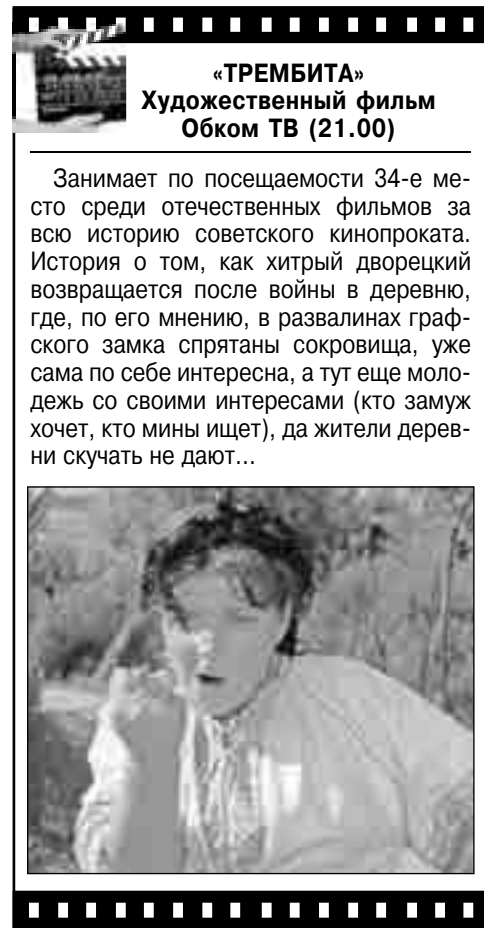 «ТРЕМБИТА»
Художественный фильм
Обком ТВ (21.00)
Занимает по посещаемости 34-е ме-
сто среди отечественных фильмов за
всю историю советского кинопроката.
История о том, как хитрый дворецкий
возвращается после войны в деревню,
где, по его мнению, в развалинах граф-
ского замка спрятаны сокровища, уже
сама по себе интересна, а тут еще моло-
дежь со своими интересами (кто замуж
хочет, кто мины ищет), да жители дерев-
ни скучать не дают...